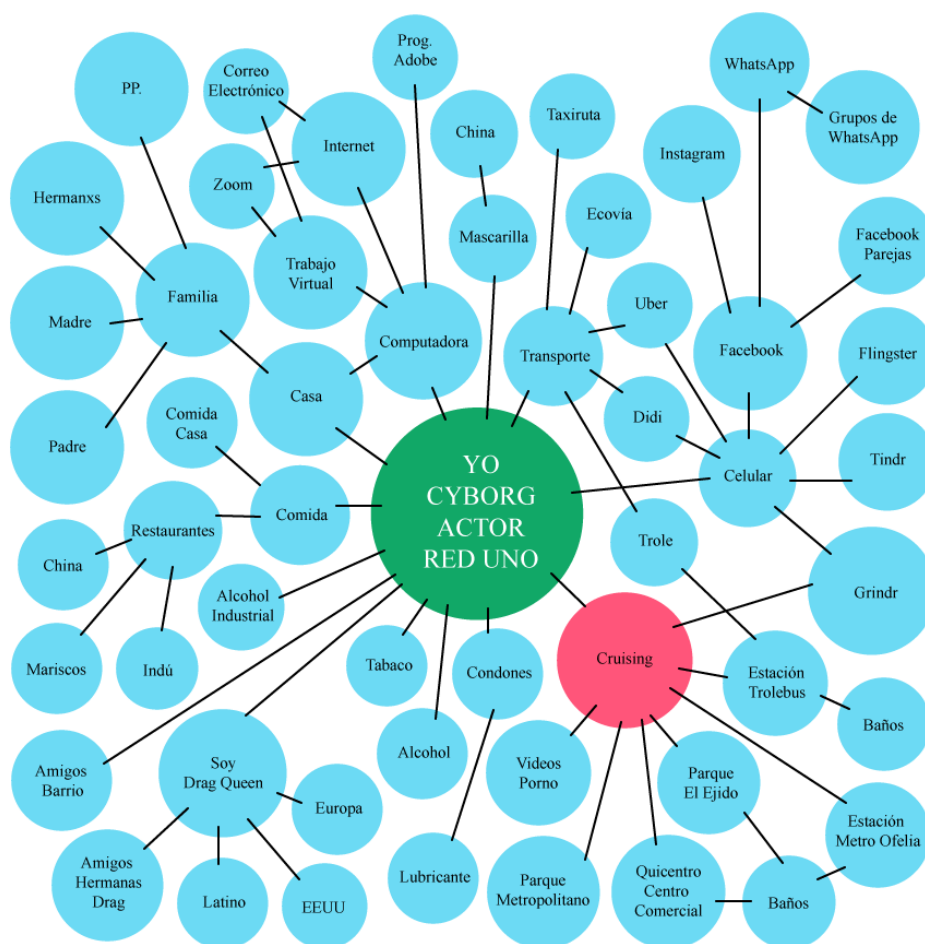 Prog.
Adobe
WhatsApp
Correo
Electrónico
PP.
Grupos de
WhatsApp
China
Taxiruta
Internet
Instagram
Zoom
Hermanxs
Ecovía
Mascarilla
Facebook
Parejas
Trabajo
Virtual
Familia
Uber
Madre
Computadora
Transporte
Facebook
Flingster
Casa
Comida
Casa
Didi
Padre
Tindr
YO
CYBORG
ACTOR
RED UNO
Celular
Restaurantes
Comida
Trole
China
Alcohol
Industrial
Grindr
Mariscos
Indú
Tabaco
Condones
Cruising
Estación
Trolebus
Baños
Amigos
Barrio
Soy
Drag Queen
Alcohol
Videos
Porno
Parque
El Ejido
Europa
Estación
Metro Ofelia
Amigos
Hermanas
Drag
Latino
EEUU
Lubricante
Parque
Metropolitano
Quicentro
Centro
Comercial
Baños